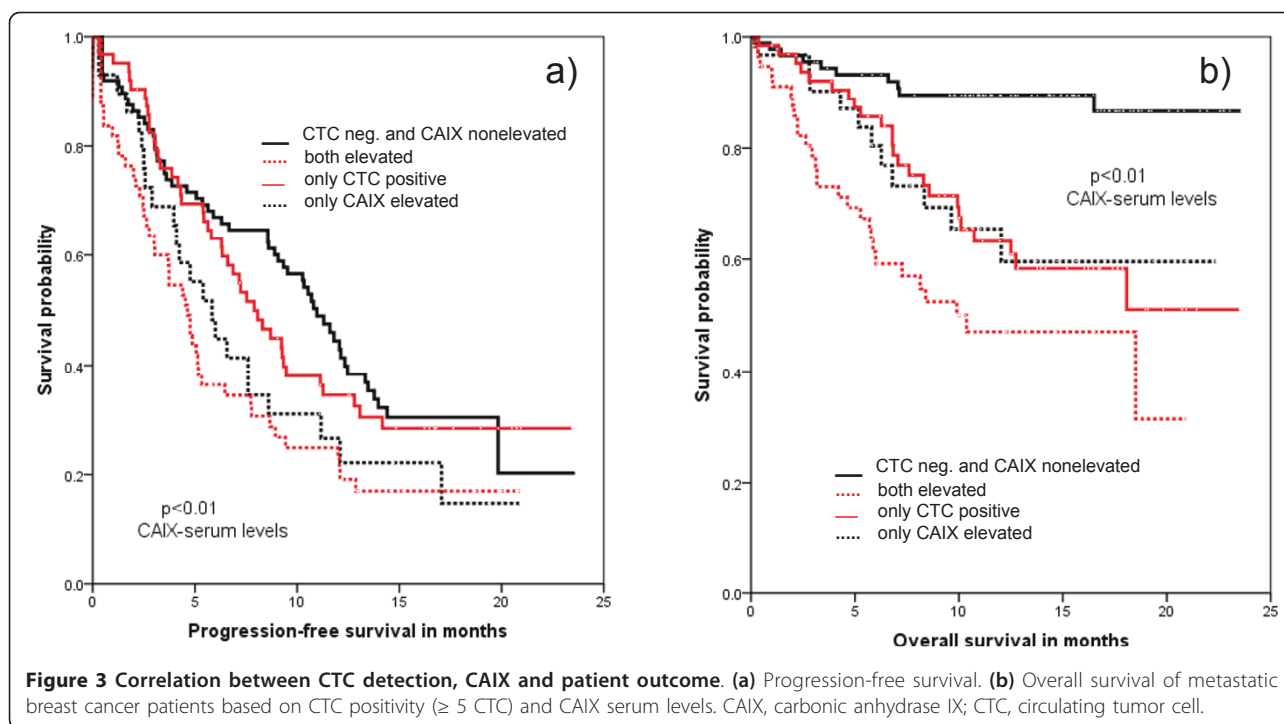 a)
CTC neg. and CAIX nonelevated
both elevated
only CTC positive
only CAIX elevated
p<0.01
CAIX-serum levels
Survival probability
1.0
0.8
0.6
0.4
0.2
0.0
0 5 10 15 20 25
Progression-free survival in months
b)
p<0.01
CAIX-serum levels
CTC neg. and CAIX nonelevated
both elevated
only CTC positive
only CAIX elevated
Survival probability
1.0
0.8
0.6
0.4
0.2
0.0
0 5 10 15 20 25
Overall survival in months
Figure 3 Correlation between CTC detection, CAIX and patient outcome. (a) Progression-free survival. (b) Overall survival of metastatic
breast cancer patients based on CTC positivity (≥ 5 CTC) and CAIX serum levels. CAIX, carbonic anhydrase IX; CTC, circulating tumor cell.